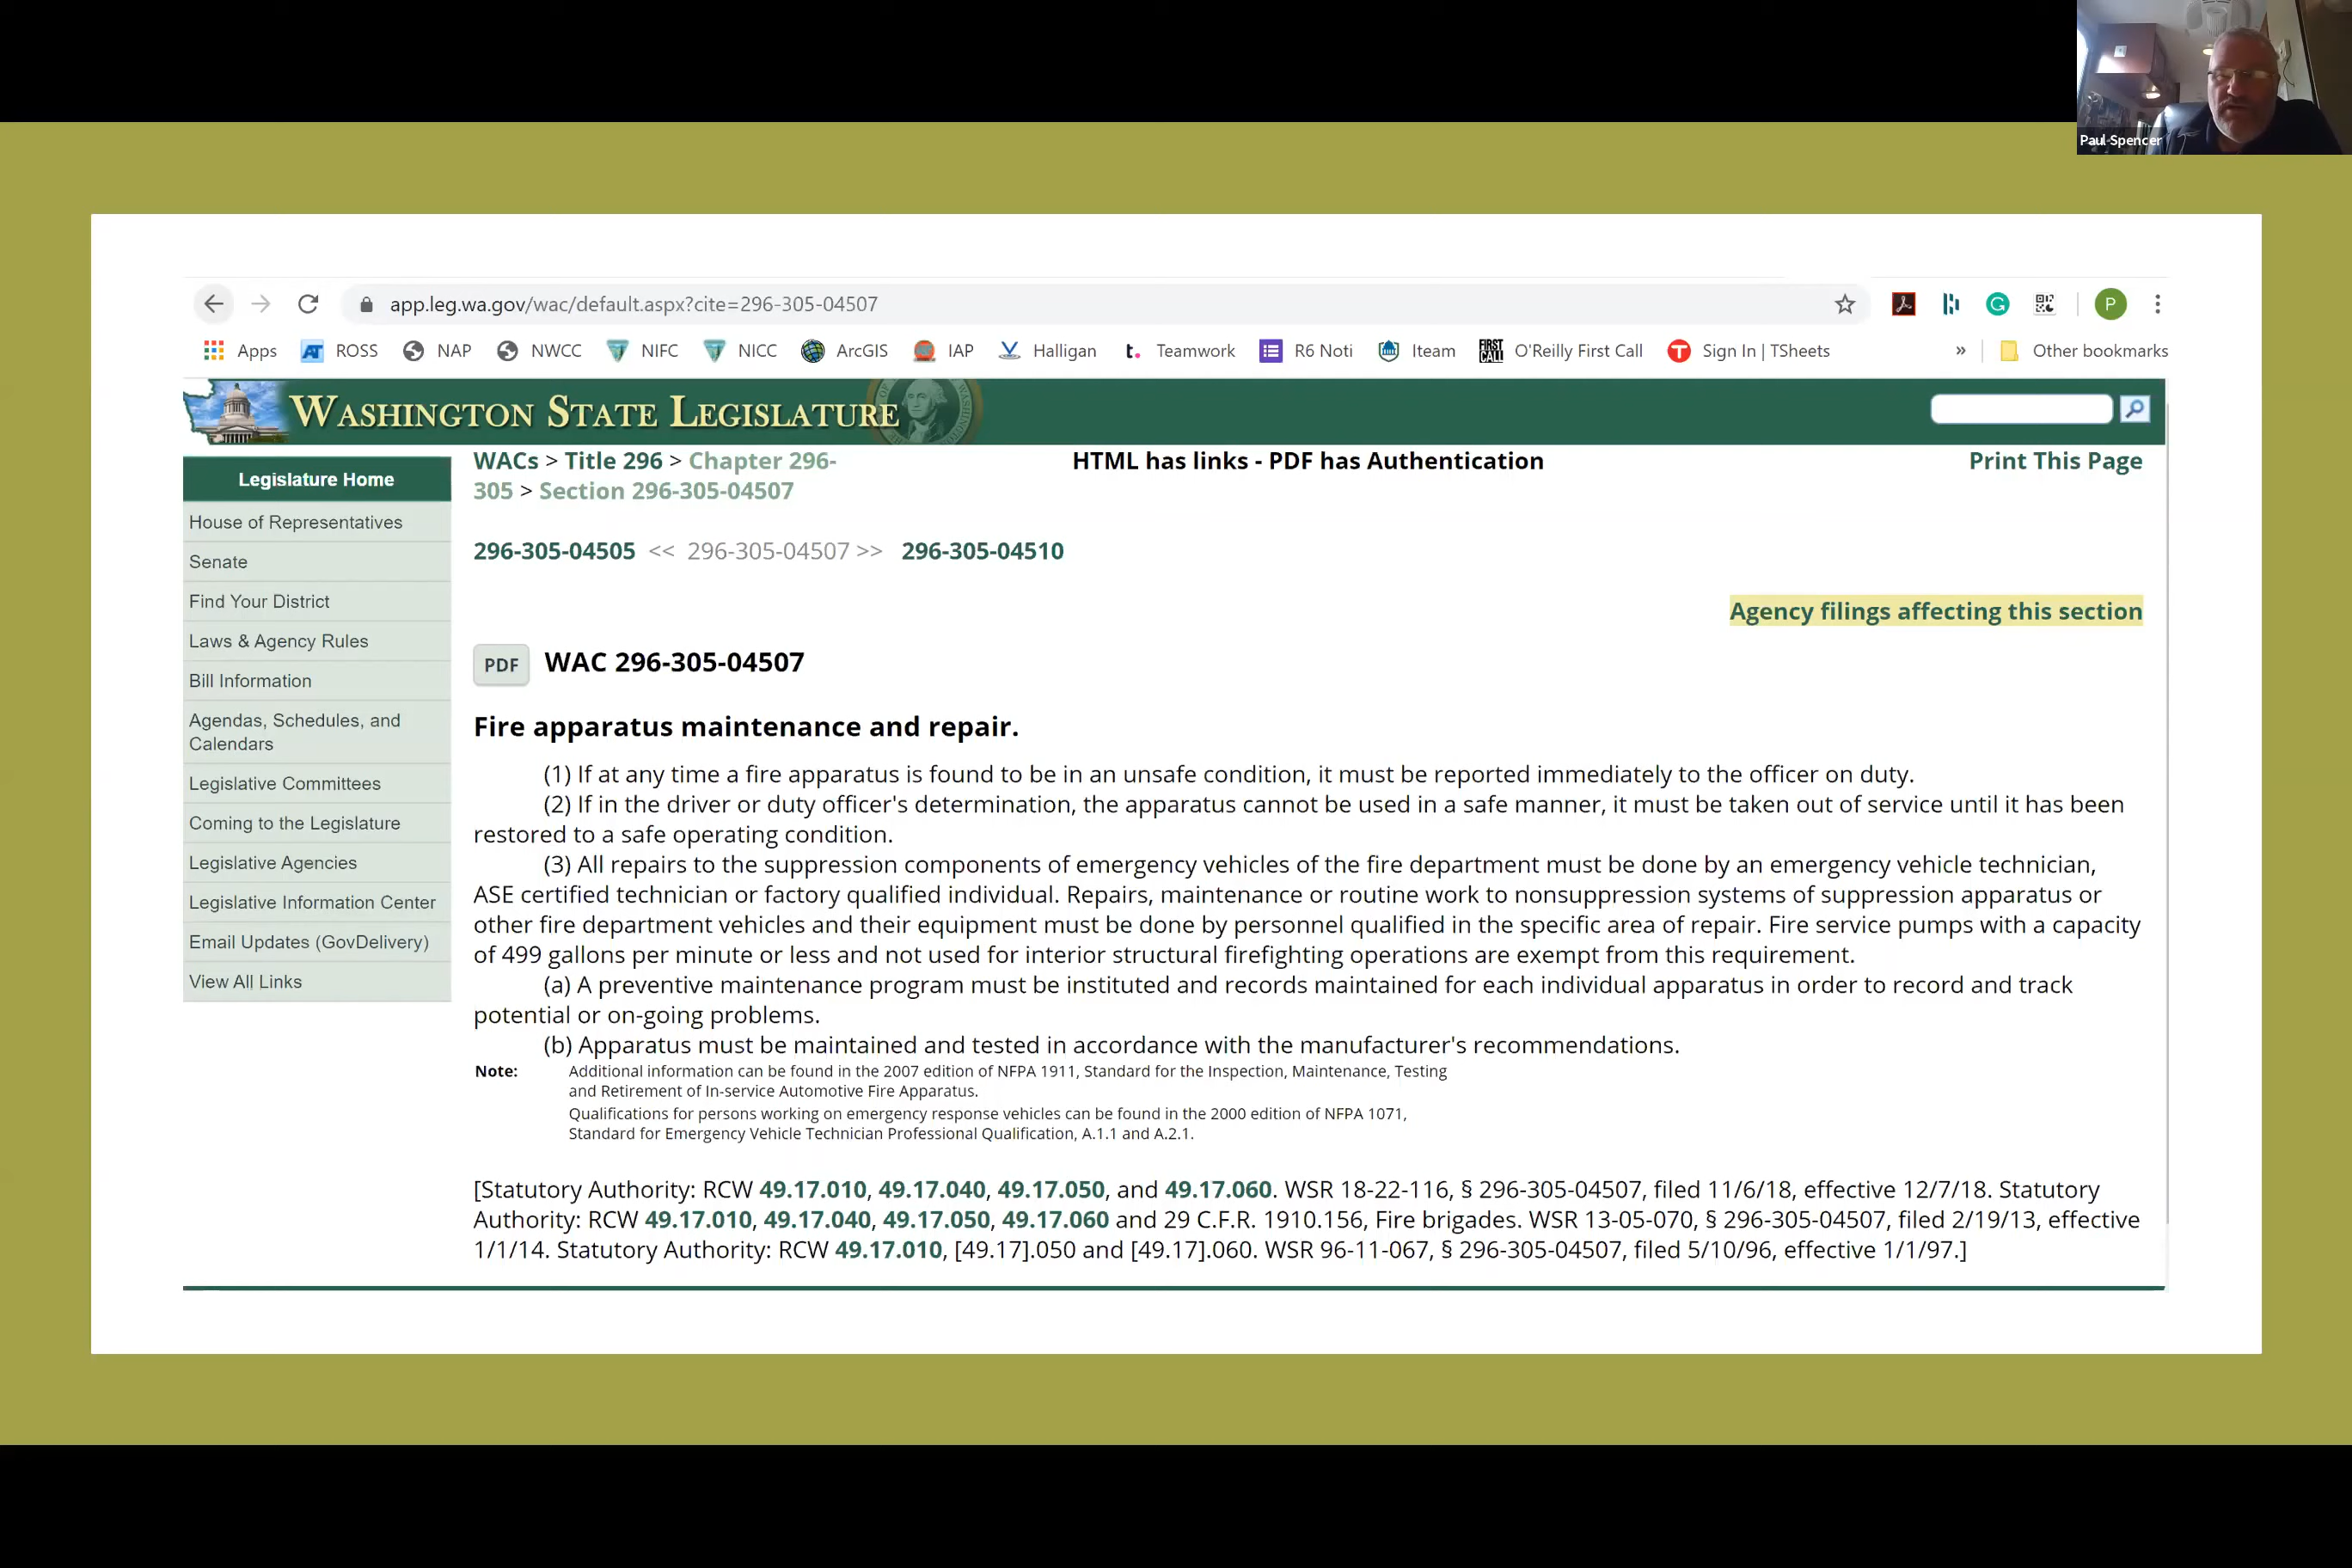 Paul Spencer
app.leg.wa.gov/wac/default.aspx?cite=296-305-04507
P
Apps ROSS NAP NWCC NIFC NICC ArcGIS IAP Halligan t. Teamwork R6 Noti Iteam FIRST CALL O'Reilly First Call T Sign In | TSheets » Other bookmarks
WASHINGTON STATE LEGISLATURE
Legislature Home
House of Representatives
Senate
Find Your District
Laws & Agency Rules
Bill Information
Agendas, Schedules, and
Calendars
Legislative Committees
Coming to the Legislature
Legislative Agencies
Legislative Information Center
Email Updates (GovDelivery)
View All Links
WACs > Title 296 > Chapter 296-
305 > Section 296-305-04507
HTML has links - PDF has Authentication
Print This Page
296-305-04505 << 296-305-04507 >> 296-305-04510
Agency filings affecting this section
PDF WAC 296-305-04507
Fire apparatus maintenance and repair.
(1) If at any time a fire apparatus is found to be in an unsafe condition, it must be reported immediately to the officer on duty.
(2) If in the driver or duty officer's determination, the apparatus cannot be used in a safe manner, it must be taken out of service until it has been
restored to a safe operating condition.
(3) All repairs to the suppression components of emergency vehicles of the fire department must be done by an emergency vehicle technician,
ASE certified technician or factory qualified individual. Repairs, maintenance or routine work to nonsuppression systems of suppression apparatus or
other fire department vehicles and their equipment must be done by personnel qualified in the specific area of repair. Fire service pumps with a capacity
of 499 gallons per minute or less and not used for interior structural firefighting operations are exempt from this requirement.
(a) A preventive maintenance program must be instituted and records maintained for each individual apparatus in order to record and track
potential or on-going problems.
(b) Apparatus must be maintained and tested in accordance with the manufacturer's recommendations.
Note: Additional information can be found in the 2007 edition of NFPA 1911, Standard for the Inspection, Maintenance, Testing
and Retirement of In-service Automotive Fire Apparatus.
Qualifications for persons working on emergency response vehicles can be found in the 2000 edition of NFPA 1071,
Standard for Emergency Vehicle Technician Professional Qualification, A.1.1 and A.2.1.
[Statutory Authority: RCW 49.17.010, 49.17.040, 49.17.050, and 49.17.060. WSR 18-22-116, § 296-305-04507, filed 11/6/18, effective 12/7/18. Statutory
Authority: RCW 49.17.010, 49.17.040, 49.17.050, 49.17.060 and 29 C.F.R. 1910.156, Fire brigades. WSR 13-05-070, § 296-305-04507, filed 2/19/13, effective
1/1/14. Statutory Authority: RCW 49.17.010, [49.17].050 and [49.17].060. WSR 96-11-067, § 296-305-04507, filed 5/10/96, effective 1/1/97.]